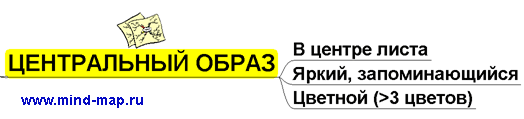 ЦЕНТРАЛЬНЫЙ ОБРАЗ
В центре листа
Яркий, запоминающийся
Цветной (>3 цветов)
www.mind-map.ru